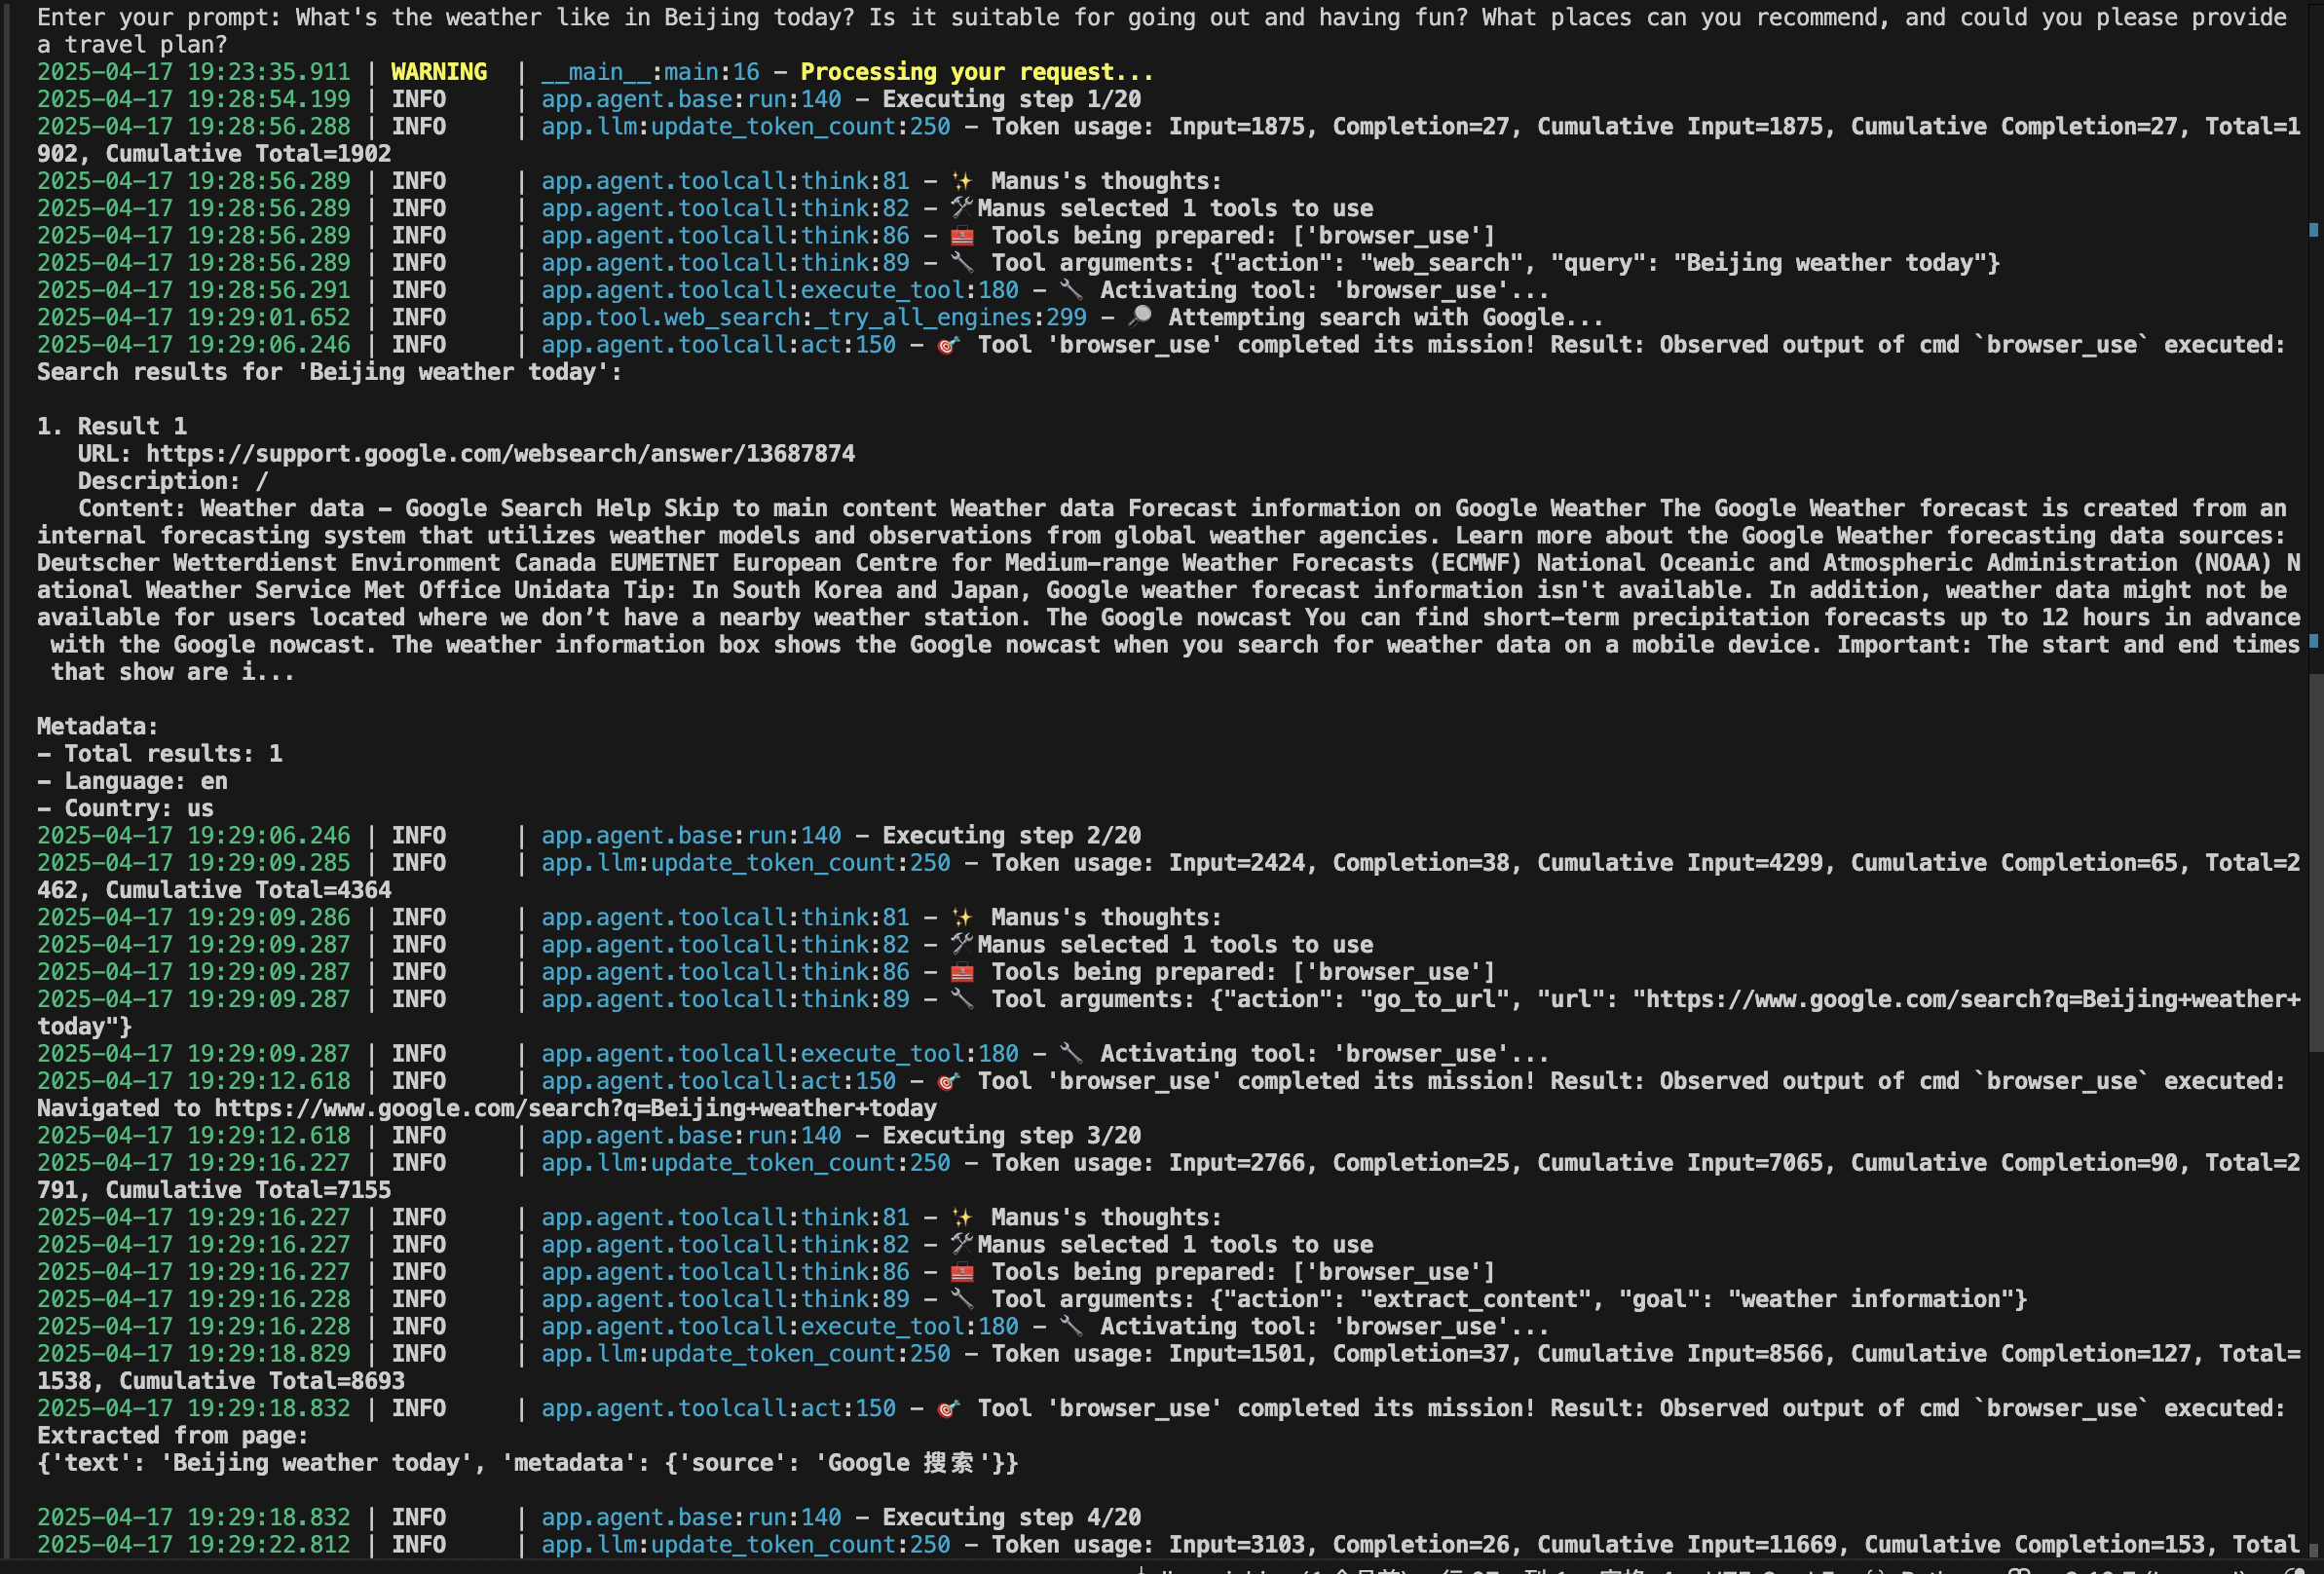 Enter your prompt: What's the weather like in Beijing today? Is it suitable for going out and having fun? What places can you recommend, and could you please provide
a travel plan?
2025-04-17 19:23:35.911 | WARNING  | __main__:main:16 - Processing your request...
2025-04-17 19:28:54.199 | INFO     | app.agent.base:run:140 - Executing step 1/20
2025-04-17 19:28:56.288 | INFO     | app.llm:update_token_count:250 - Token usage: Input=1875, Completion=27, Cumulative Input=1875, Cumulative Completion=27, Total=1
902, Cumulative Total=1902
2025-04-17 19:28:56.289 | INFO     | app.agent.toolcall:think:81 - ✨ Manus's thoughts:
2025-04-17 19:28:56.289 | INFO     | app.agent.toolcall:think:82 - 🛠️Manus selected 1 tools to use
2025-04-17 19:28:56.289 | INFO     | app.agent.toolcall:think:86 - 🧰 Tools being prepared: ['browser_use']
2025-04-17 19:28:56.289 | INFO     | app.agent.toolcall:think:89 - 🔧 Tool arguments: {"action": "web_search", "query": "Beijing weather today"}
2025-04-17 19:28:56.291 | INFO     | app.agent.toolcall:execute_tool:180 - 🔧 Activating tool: 'browser_use'...
2025-04-17 19:29:01.652 | INFO     | app.tool.web_search:_try_all_engines:299 - 🔎 Attempting search with Google...
2025-04-17 19:29:06.246 | INFO     | app.agent.toolcall:act:150 - 🎯 Tool 'browser_use' completed its mission! Result: Observed output of cmd `browser_use` executed:
Search results for 'Beijing weather today':
1. Result 1
URL: https://support.google.com/websearch/answer/13687874
Description: /
Content: Weather data - Google Search Help Skip to main content Weather data Forecast information on Google Weather The Google Weather forecast is created from an
internal forecasting system that utilizes weather models and observations from global weather agencies. Learn more about the Google Weather forecasting data sources:
Deutscher Wetterdienst Environment Canada EUMETNET European Centre for Medium-range Weather Forecasts (ECMWF) National Oceanic and Atmospheric Administration (NOAA) N
ational Weather Service Met Office Unidata Tip: In South Korea and Japan, Google weather forecast information isn't available. In addition, weather data might not be
available for users located where we don’t have a nearby weather station. The Google nowcast You can find short-term precipitation forecasts up to 12 hours in advance
with the Google nowcast. The weather information box shows the Google nowcast when you search for weather data on a mobile device. Important: The start and end times
that show are i...
Metadata:
- Total results: 1
- Language: en
- Country: us
2025-04-17 19:29:06.246 | INFO     | app.agent.base:run:140 - Executing step 2/20
2025-04-17 19:29:09.285 | INFO     | app.llm:update_token_count:250 - Token usage: Input=2424, Completion=38, Cumulative Input=4299, Cumulative Completion=65, Total=2
462, Cumulative Total=4364
2025-04-17 19:29:09.286 | INFO     | app.agent.toolcall:think:81 - ✨ Manus's thoughts:
2025-04-17 19:29:09.287 | INFO     | app.agent.toolcall:think:82 - 🛠️Manus selected 1 tools to use
2025-04-17 19:29:09.287 | INFO     | app.agent.toolcall:think:86 - 🧰 Tools being prepared: ['browser_use']
2025-04-17 19:29:09.287 | INFO     | app.agent.toolcall:think:89 - 🔧 Tool arguments: {"action": "go_to_url", "url": "https://www.google.com/search?q=Beijing+weather+
today"}
2025-04-17 19:29:09.287 | INFO     | app.agent.toolcall:execute_tool:180 - 🔧 Activating tool: 'browser_use'...
2025-04-17 19:29:12.618 | INFO     | app.agent.toolcall:act:150 - 🎯 Tool 'browser_use' completed its mission! Result: Observed output of cmd `browser_use` executed:
Navigated to https://www.google.com/search?q=Beijing+weather+today
2025-04-17 19:29:12.618 | INFO     | app.agent.base:run:140 - Executing step 3/20
2025-04-17 19:29:16.227 | INFO     | app.llm:update_token_count:250 - Token usage: Input=2766, Completion=25, Cumulative Input=7065, Cumulative Completion=90, Total=2
791, Cumulative Total=7155
2025-04-17 19:29:16.227 | INFO     | app.agent.toolcall:think:81 - ✨ Manus's thoughts:
2025-04-17 19:29:16.227 | INFO     | app.agent.toolcall:think:82 - 🛠️Manus selected 1 tools to use
2025-04-17 19:29:16.227 | INFO     | app.agent.toolcall:think:86 - 🧰 Tools being prepared: ['browser_use']
2025-04-17 19:29:16.228 | INFO     | app.agent.toolcall:think:89 - 🔧 Tool arguments: {"action": "extract_content", "goal": "weather information"}
2025-04-17 19:29:16.228 | INFO     | app.agent.toolcall:execute_tool:180 - 🔧 Activating tool: 'browser_use'...
2025-04-17 19:29:18.829 | INFO     | app.llm:update_token_count:250 - Token usage: Input=1501, Completion=37, Cumulative Input=8566, Cumulative Completion=127, Total=
1538, Cumulative Total=8693
2025-04-17 19:29:18.832 | INFO     | app.agent.toolcall:act:150 - 🎯 Tool 'browser_use' completed its mission! Result: Observed output of cmd `browser_use` executed:
Extracted from page:
{'text': 'Beijing weather today', 'metadata': {'source': 'Google 搜索'}}
2025-04-17 19:29:18.832 | INFO     | app.agent.base:run:140 - Executing step 4/20
2025-04-17 19:29:22.812 | INFO     | app.llm:update_token_count:250 - Token usage: Input=3103, Completion=26, Cumulative Input=11669, Cumulative Completion=153, Total